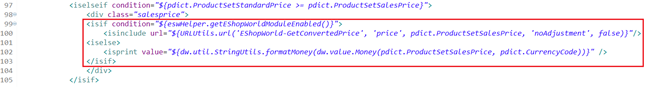 97 <iselseif condition="${pdict.ProductSetStandardPrice >= pdict.ProductSetSalesPrice}">
98 <div class="salesprice">
99 <isif condition="${eswHelper.getEShopWorldModuleEnabled()}">
100 <isinclude url="${URLUtils.url('EShopWorld-GetConvertedPrice', 'price', pdict.ProductSetSalesPrice, 'noAdjustment', false)}"/>
101 <iselse>
102 <isprint value="${dw.util.StringUtils.formatMoney(dw.value.Money(pdict.ProductSetSalesPrice, pdict.CurrencyCode))}" />
103 </isif>
104 </div>
105 </isif>